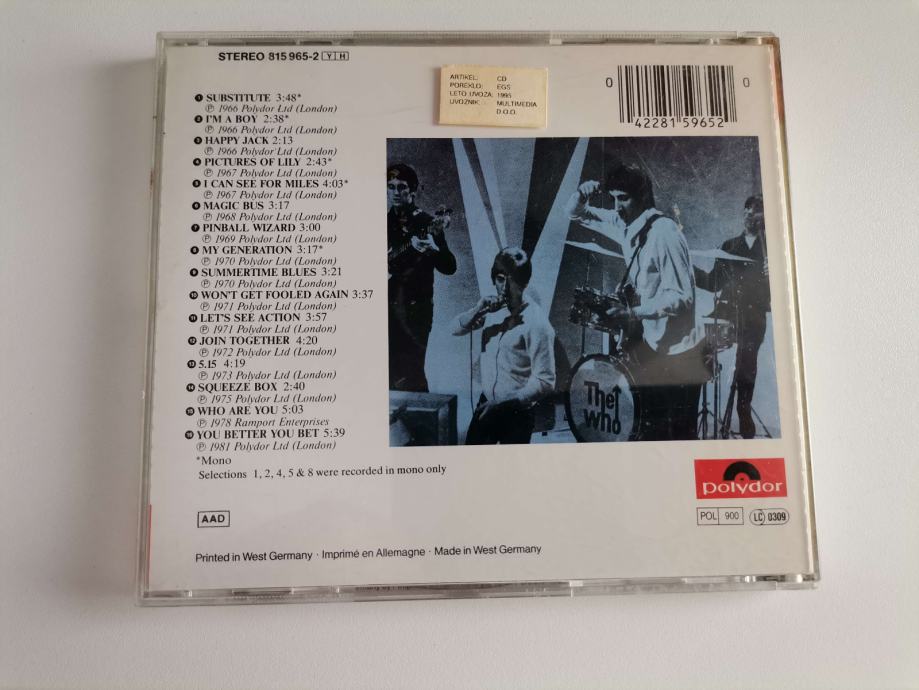 STEREO 815 965-2 Y H
ARTIKEL: CD
POREKLO: EGS
LETO UVOZA: 1995
UVOZNIK: MULTIMEDIA
D.O.O.
0 42281 59652 0
1 SUBSTITUTE 3:48*
Ⓟ 1966 Polydor Ltd (London)
2 I'M A BOY 2:38*
Ⓟ 1966 Polydor Ltd (London)
3 HAPPY JACK 2:13
Ⓟ 1966 Polydor Ltd (London)
4 PICTURES OF LILY 2:43*
Ⓟ 1967 Polydor Ltd (London)
5 I CAN SEE FOR MILES 4:03*
Ⓟ 1967 Polydor Ltd (London)
6 MAGIC BUS 3:17
Ⓟ 1968 Polydor Ltd (London)
7 PINBALL WIZARD 3:00
Ⓟ 1969 Polydor Ltd (London)
8 MY GENERATION 3:17*
Ⓟ 1970 Polydor Ltd (London)
9 SUMMERTIME BLUES 3:21
Ⓟ 1970 Polydor Ltd (London)
10 WON'T GET FOOLED AGAIN 3:37
Ⓟ 1971 Polydor Ltd (London)
11 LET'S SEE ACTION 3:57
Ⓟ 1971 Polydor Ltd (London)
12 JOIN TOGETHER 4:20
Ⓟ 1972 Polydor Ltd (London)
13 5.15 4:19
Ⓟ 1973 Polydor Ltd (London)
14 SQUEEZE BOX 2:40
Ⓟ 1975 Polydor Ltd (London)
15 WHO ARE YOU 5:03
Ⓟ 1978 Ramport Enterprises
16 YOU BETTER YOU BET 5:39
Ⓟ 1981 Polydor Ltd (London)
*Mono
Selections 1, 2, 4, 5 & 8 were recorded in mono only
The Who
polydor
POL 900 LC 0309
AAD
Printed in West Germany · Imprimé en Allemagne · Made in West Germany